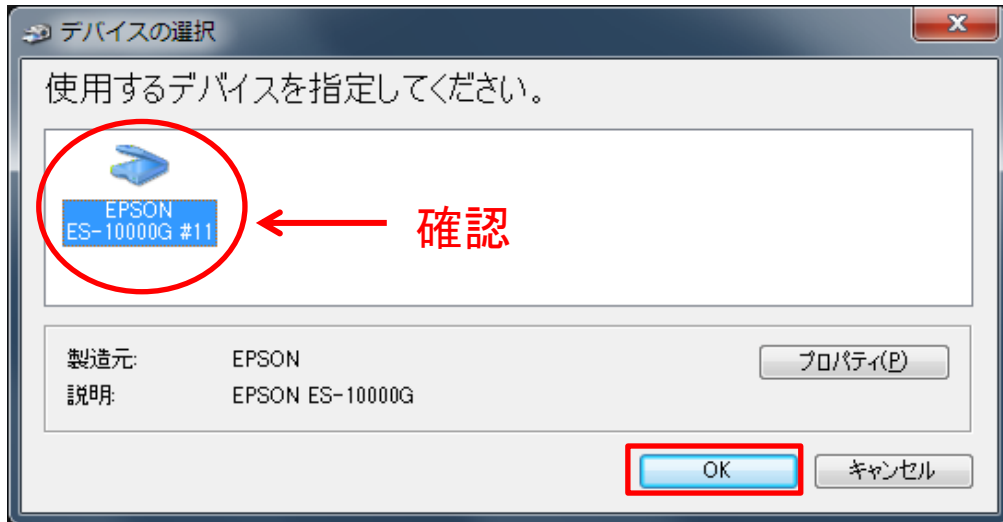 デバイスの選択
使用するデバイスを指定してください。
EPSON
ES-10000G #11
確認
製造元: EPSON
プロパティ(P)
説明: EPSON ES-10000G
OK キャンセル